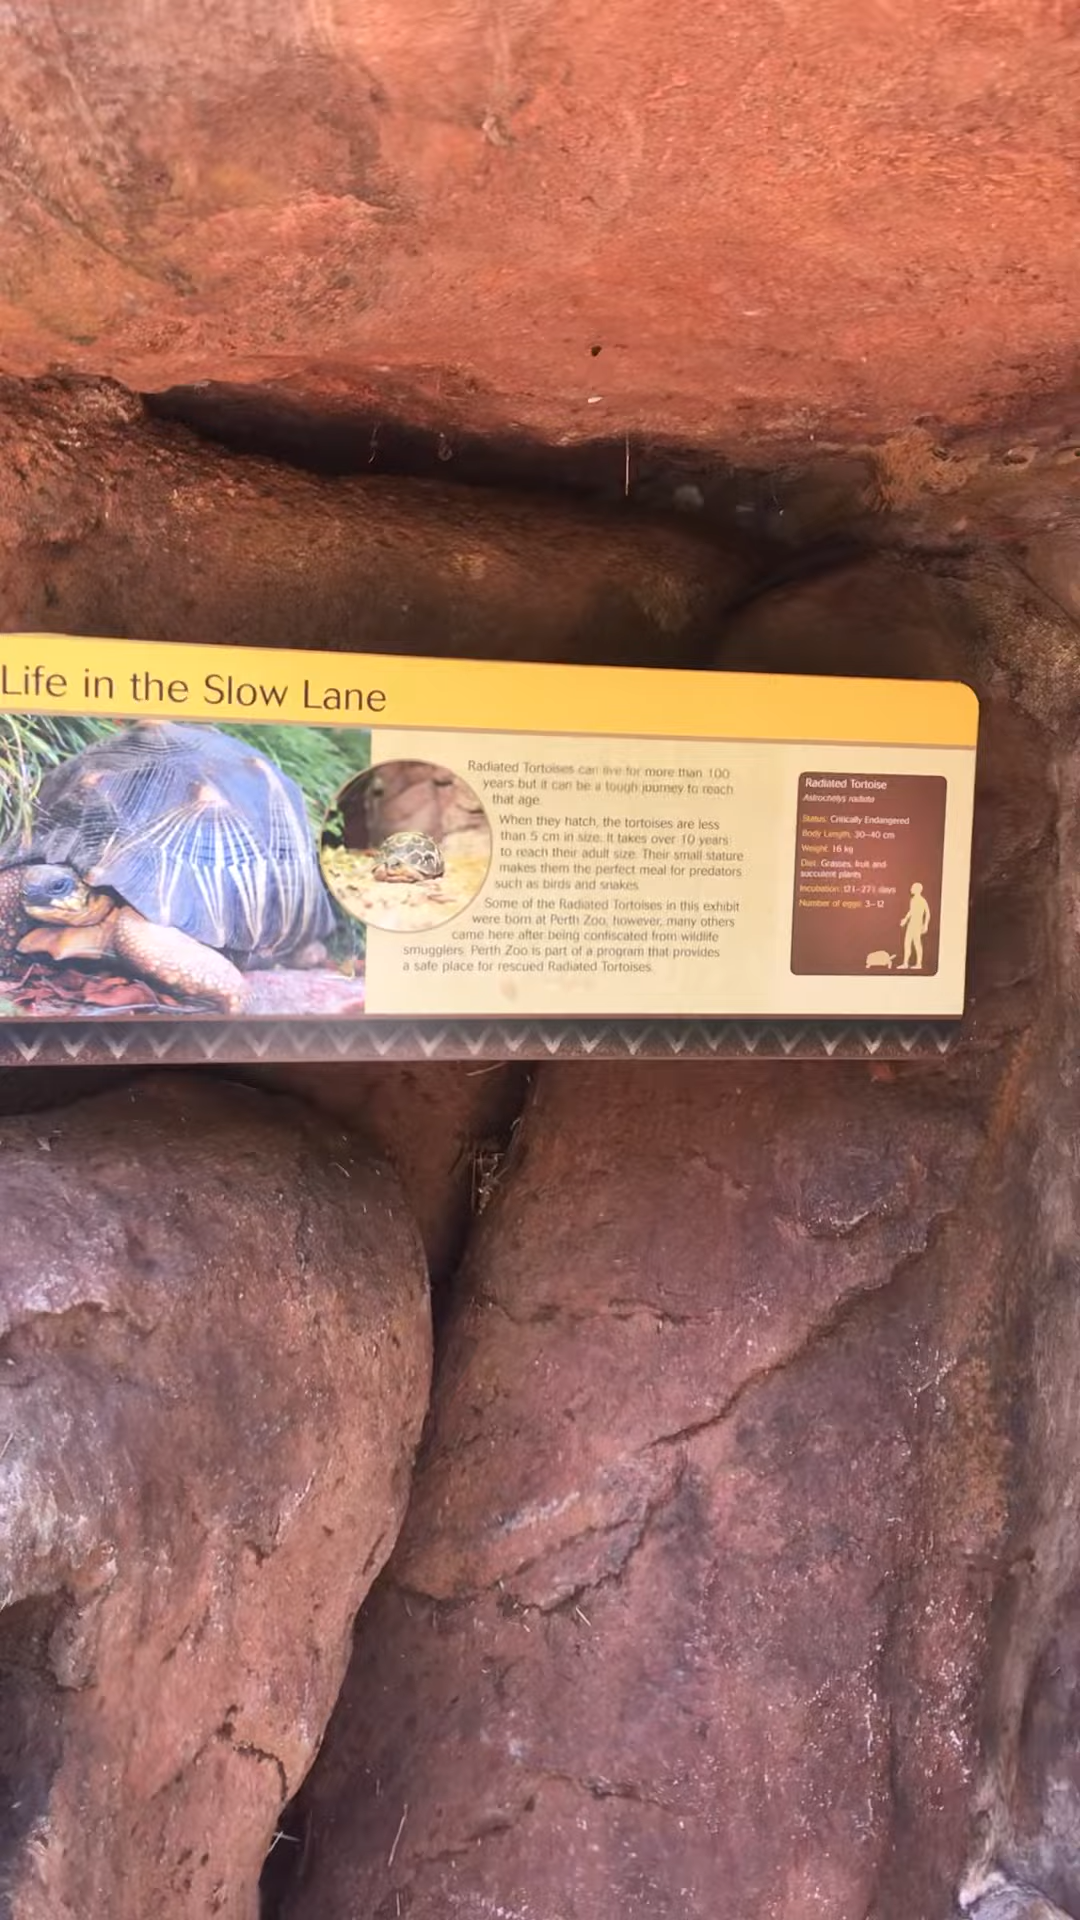 Life in the Slow Lane
Radiated Tortoises can live for more than 100
years but it can be a tough journey to reach
that age.
When they hatch, the tortoises are less
than 5 cm in size. It takes over 10 years
to reach their adult size. Their small stature
makes them the perfect meal for predators
such as birds and snakes.
Some of the Radiated Tortoises in this exhibit
were born at Perth Zoo, however, many others
came here after being confiscated from wildlife
smugglers. Perth Zoo is part of a program that provides
a safe place for rescued Radiated Tortoises.
Radiated Tortoise
Astrochelys radiata
Status: Critically Endangered
Body Length: 30–40 cm
Weight: 16 kg
Diet: Grasses, fruit and
succulent plants
Incubation: days
Number of eggs: 3–12